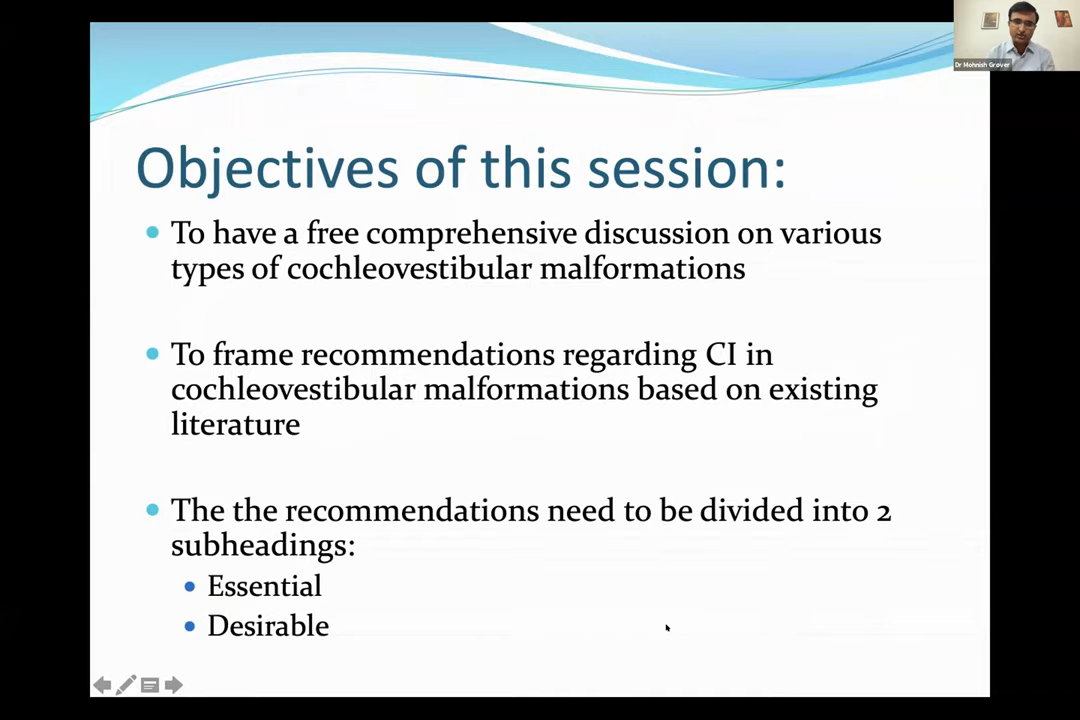 Dr Mohnish Grover
Objectives of this session:
To have a free comprehensive discussion on various
types of cochleovestibular malformations
To frame recommendations regarding CI in
cochleovestibular malformations based on existing
literature
The the recommendations need to be divided into 2
subheadings:
Essential
Desirable